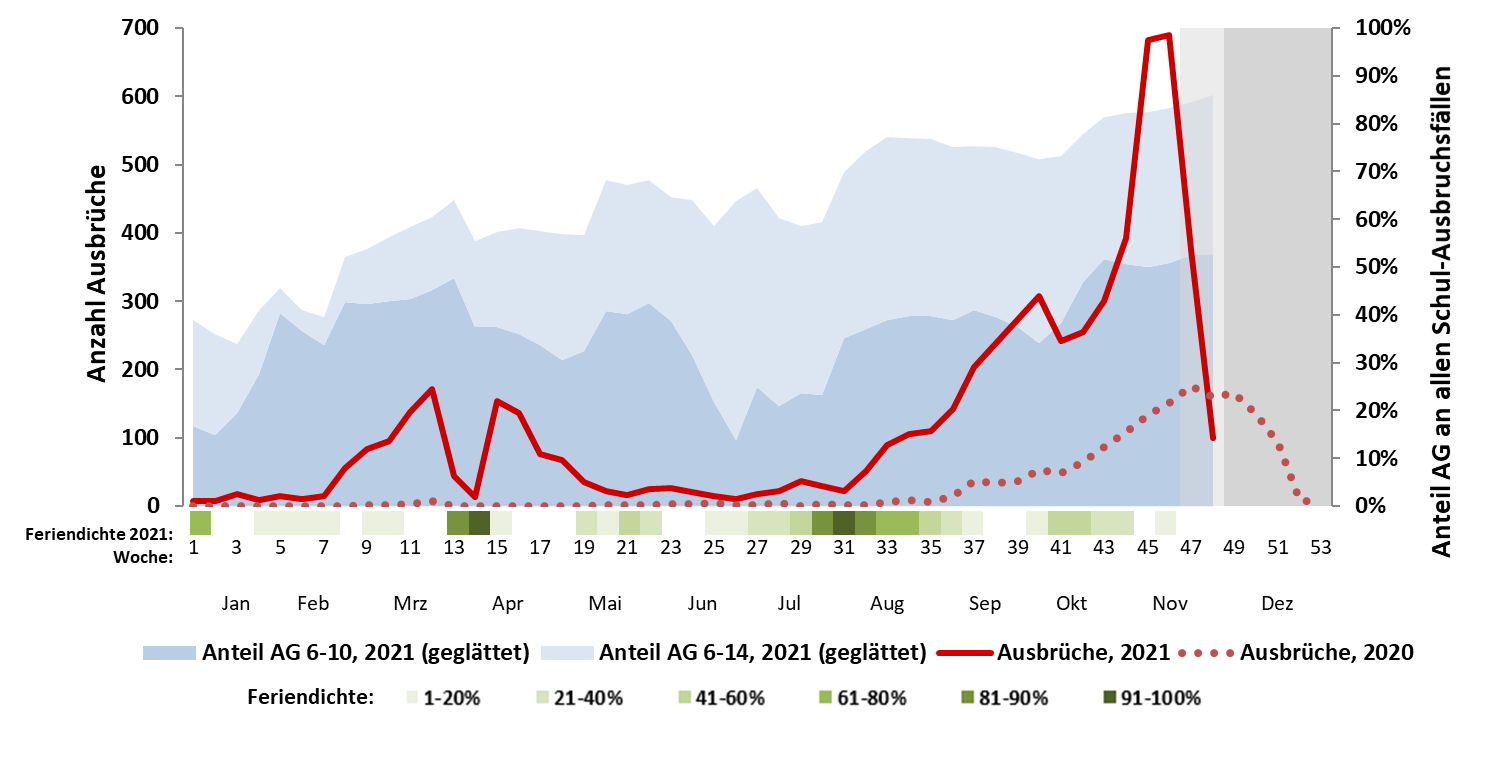 700
600
500
400
300
200
100
0
Anzahl Ausbrüche
100%
90%
80%
70%
60%
50%
40%
30%
20%
10%
0%
Anteil AG an allen Schul-Ausbruchsfällen
Feriendichte 2021:
Woche: 1 3 5 7 9 11 13 15 17 19 21 23 25 27 29 31 33 35 37 39 41 43 45 47 49 51 53
Jan Feb Mrz Apr Mai Jun Jul Aug Sep Okt Nov Dez
Anteil AG 6-10, 2021 (geglättet) Anteil AG 6-14, 2021 (geglättet) Ausbrüche, 2021 Ausbrüche, 2020
Feriendichte: 1-20% 21-40% 41-60% 61-80% 81-90% 91-100%